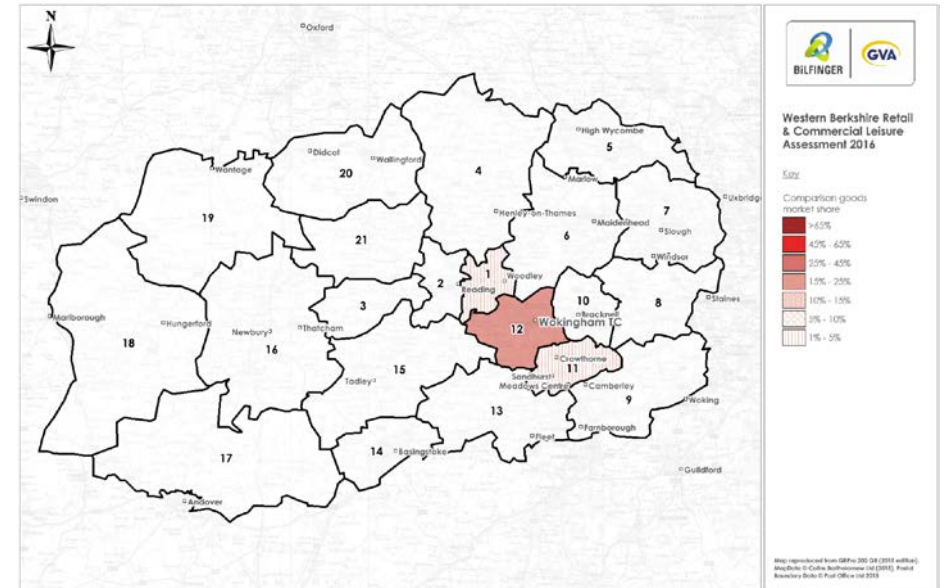 N
Oxford
High Wycombe
5
Didcot
Wallingford
20
4
Wantage
Marlow
Swindon
Uxbridg
19
7
Henley-on-Thames
Maidenhead
Slough
21
6
Windsor
1
Woodley
2
Reading
10
3
8
Staines
Marlborough
Bracknell
Hungerford
12
Wokingham TC
18
Newbury
Thatcham
16
Crowthorne
11
15
Sandhurst
Tadley
Meadows Centre
Camberley
9
Woking
13
Farnborough
Fleet
14
Basingstoke
17
Guildford
Andover
BILFINGER
GVA
Western Berkshire Retail
& Commercial Leisure
Assessment 2016
Key
Comparison goods
market share
>65%
45% - 65%
25% - 45%
15% - 25%
10% - 15%
5% - 10%
1% - 5%